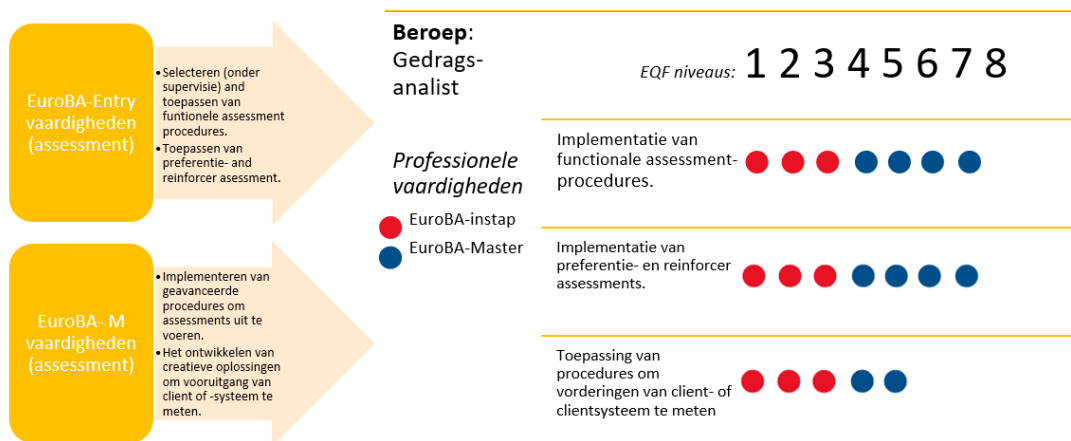 EuroBA-Entry
vaardigheden
(assessment)
•Selecteren (onder
supervisie) and
toepassen van
funtionele assessment
procedures.
•Toepassen van
preferentie- and
reinforcer asessment.
EuroBA- M
vaardigheden
(assessment)
•Implementeren van
geavanceerde
procedures om
assessments uit te
voeren.
•Het ontwikkelen van
creatieve oplossingen
om vooruitgang van
client of -systeem te
meten.
Beroep:
Gedrags-
analist
EQF niveaus: 1 2 3 4 5 6 7 8
Professionele
vaardigheden
EuroBA-instap
EuroBA-Master
Implementatie van
functionale assessment-
procedures.
Implementatie van
preferentie- en reinforcer
assessments.
Toepassing van
procedures om
vorderingen van client- of
clientsysteem te meten